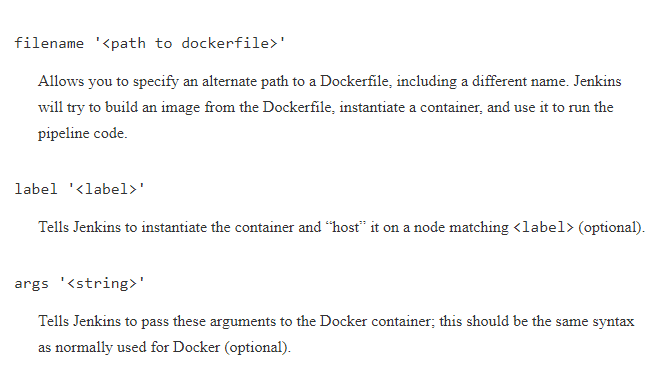 filename '<path to dockerfile>'
Allows you to specify an alternate path to a Dockerfile, including a different name. Jenkins
will try to build an image from the Dockerfile, instantiate a container, and use it to run the
pipeline code.
label '<label>'
Tells Jenkins to instantiate the container and “host” it on a node matching <label> (optional).
args '<string>'
Tells Jenkins to pass these arguments to the Docker container; this should be the same syntax
as normally used for Docker (optional).